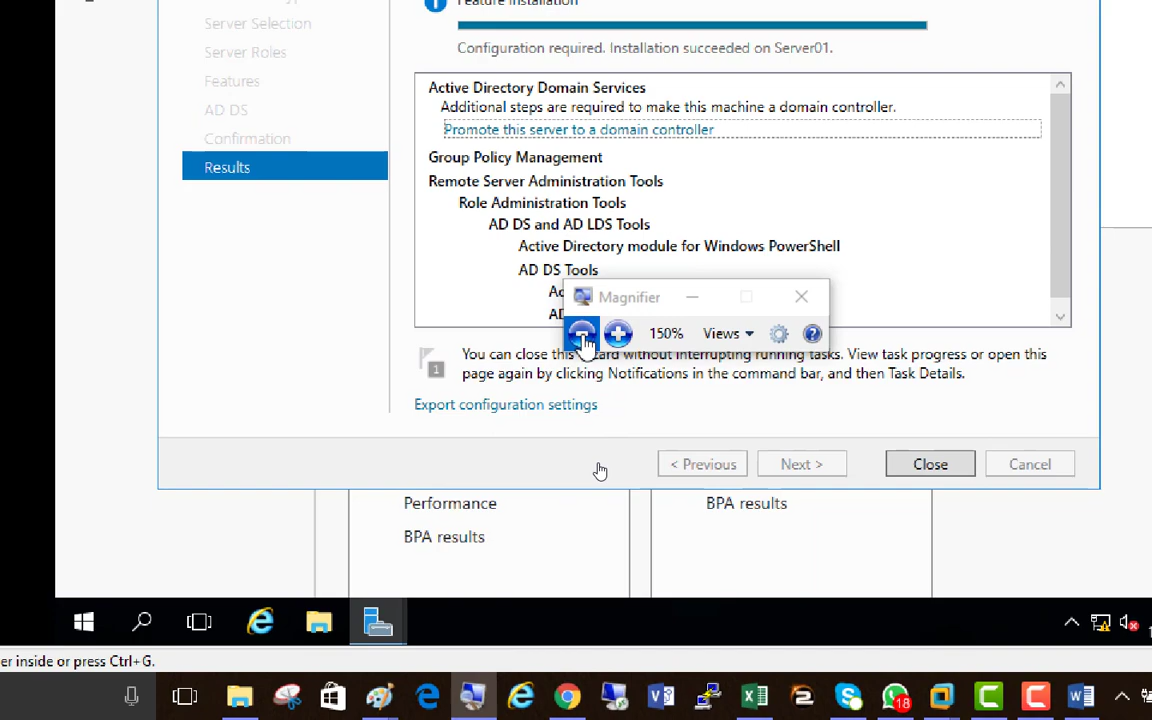 Feature installation
Server Selection
Server Roles
Features
AD DS
Confirmation
Results
Configuration required. Installation succeeded on Server01.
Active Directory Domain Services
Additional steps are required to make this machine a domain controller.
Promote this server to a domain controller
Group Policy Management
Remote Server Administration Tools
Role Administration Tools
AD DS and AD LDS Tools
Active Directory module for Windows PowerShell
AD DS Tools
Magnifier
150%
Views
You can close this wizard without interrupting running tasks. View task progress or open this
page again by clicking Notifications in the command bar, and then Task Details.
1
Export configuration settings
< Previous
Next >
Close
Cancel
Performance
BPA results
BPA results
er inside or press Ctrl+G.
18